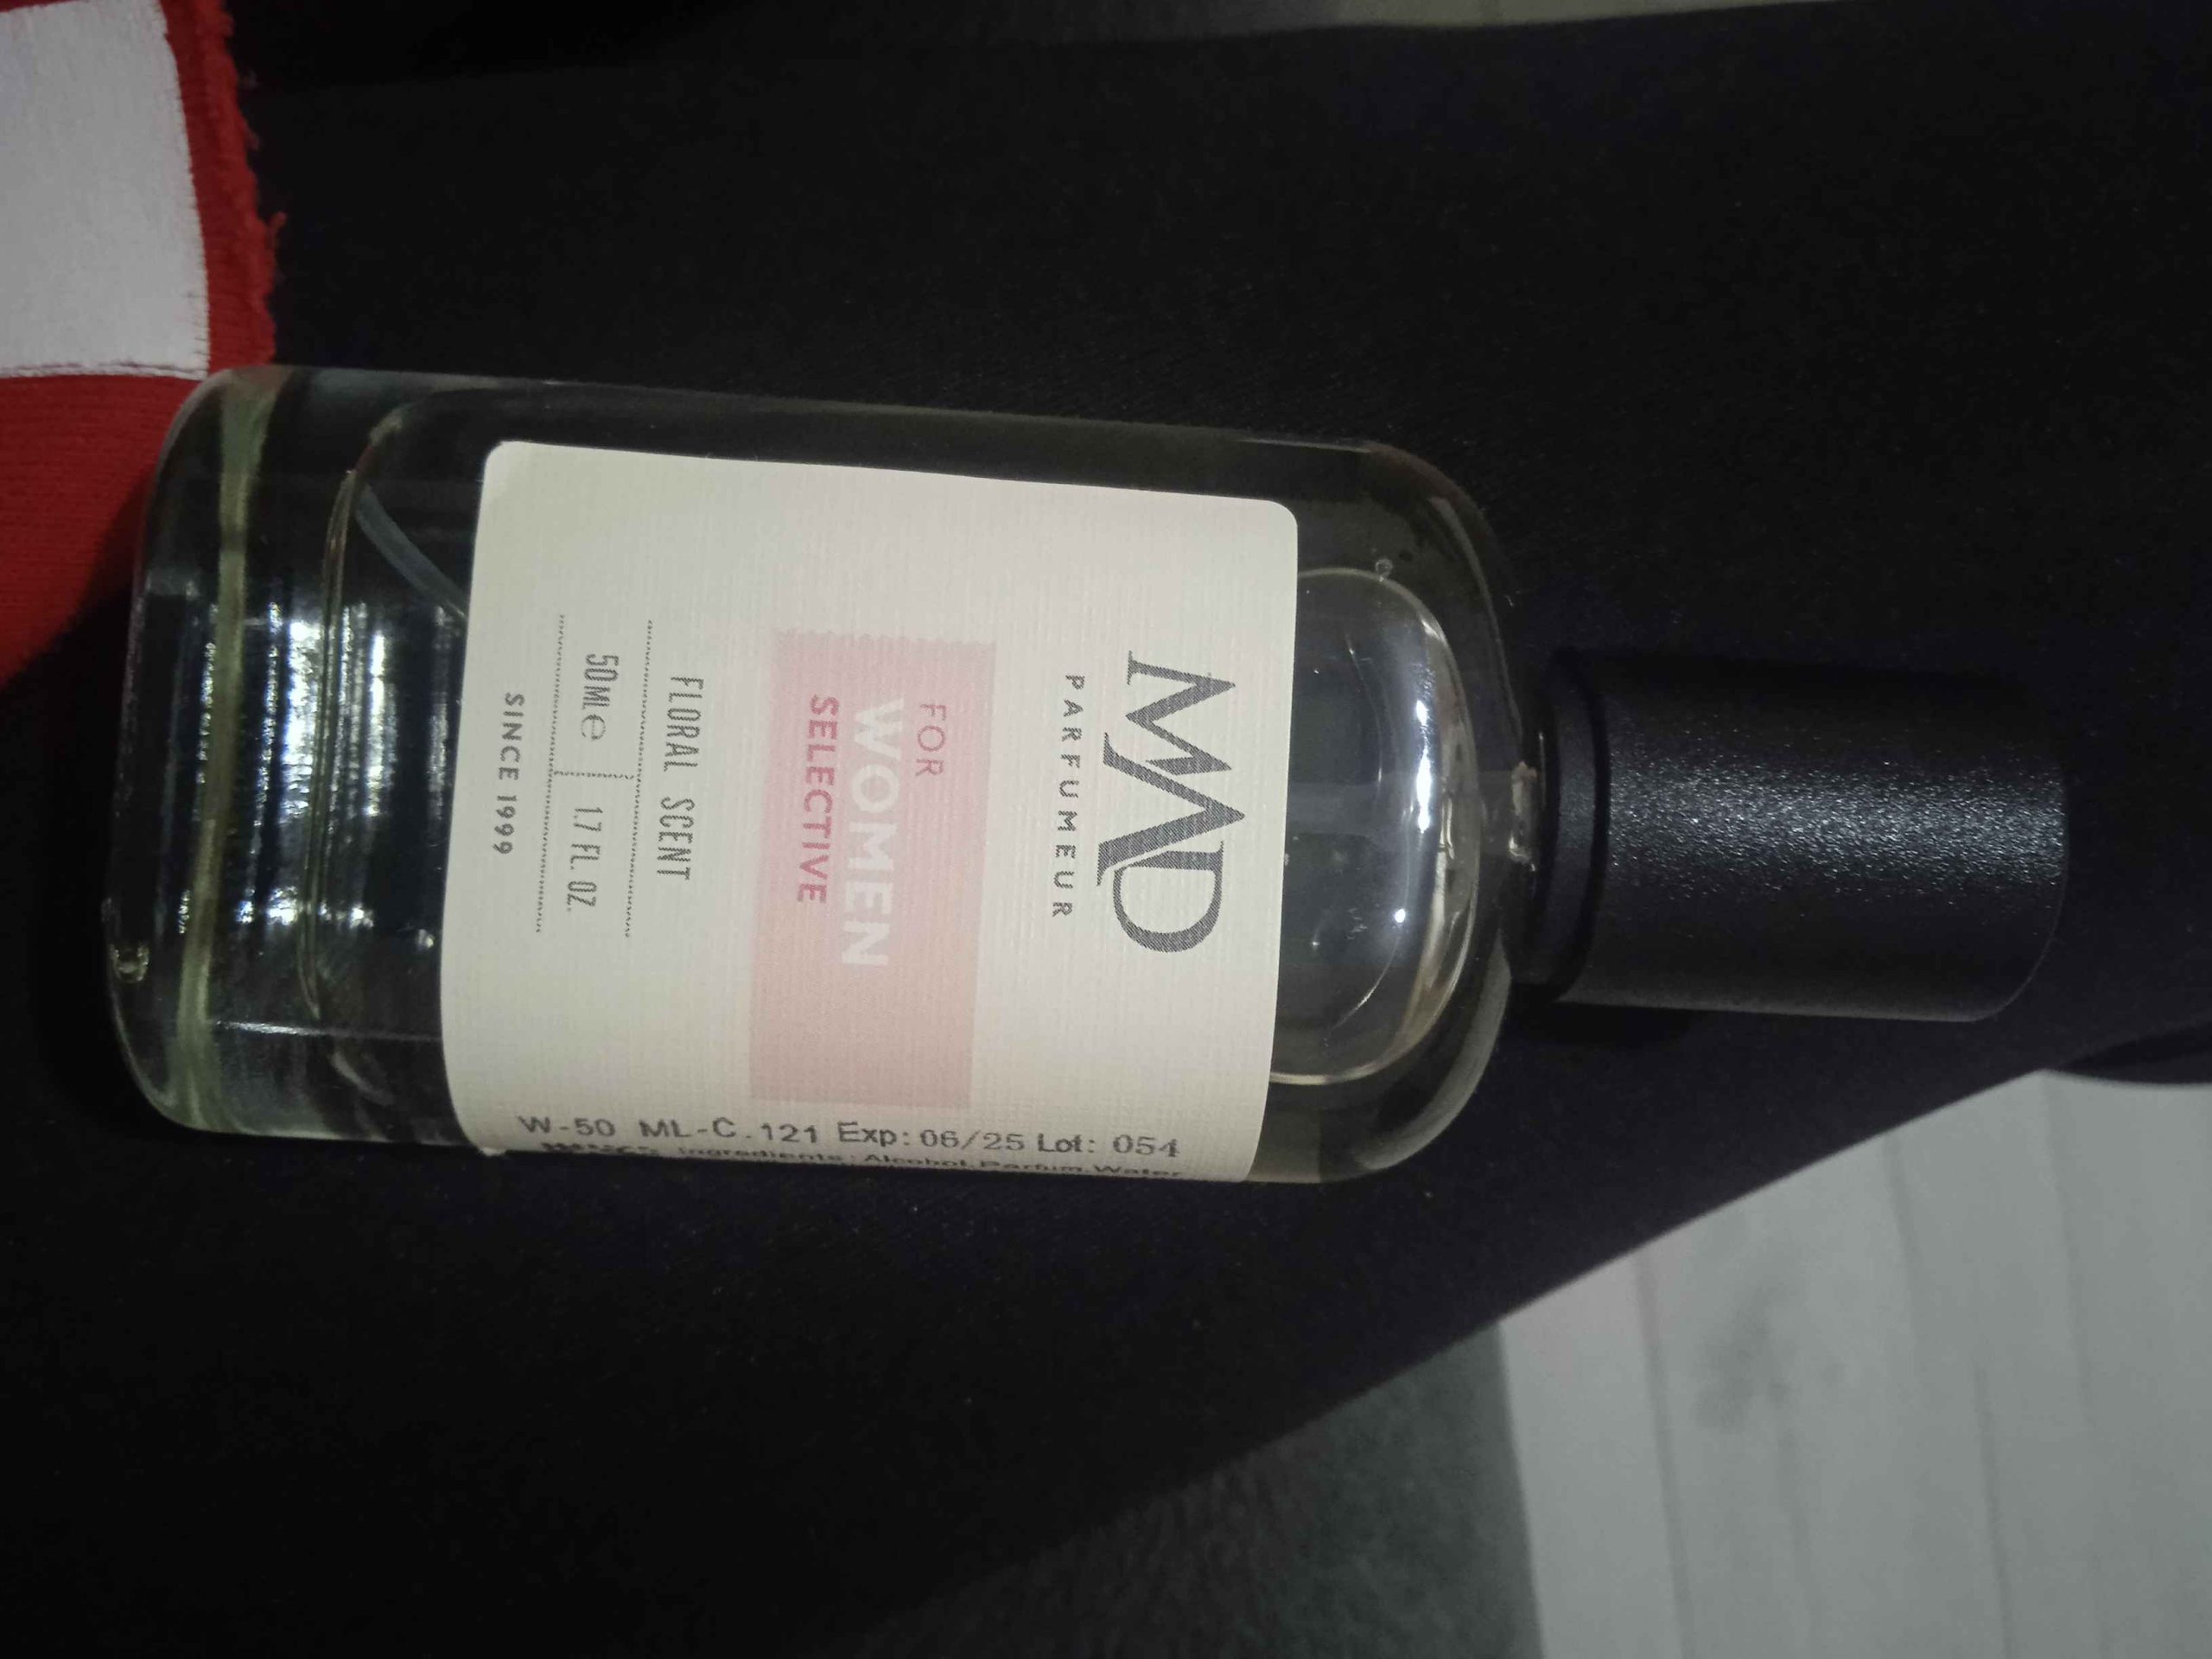 MAD
PARFUMEUR
FOR
WOMEN
SELECTIVE
FLORAL SCENT
50ML e 1.7 FL. OZ.
SINCE 1999
W-50 ML-C.121 Exp: 06/25 Lot: 054
Ingredients: Alcohol,Parfum,Water